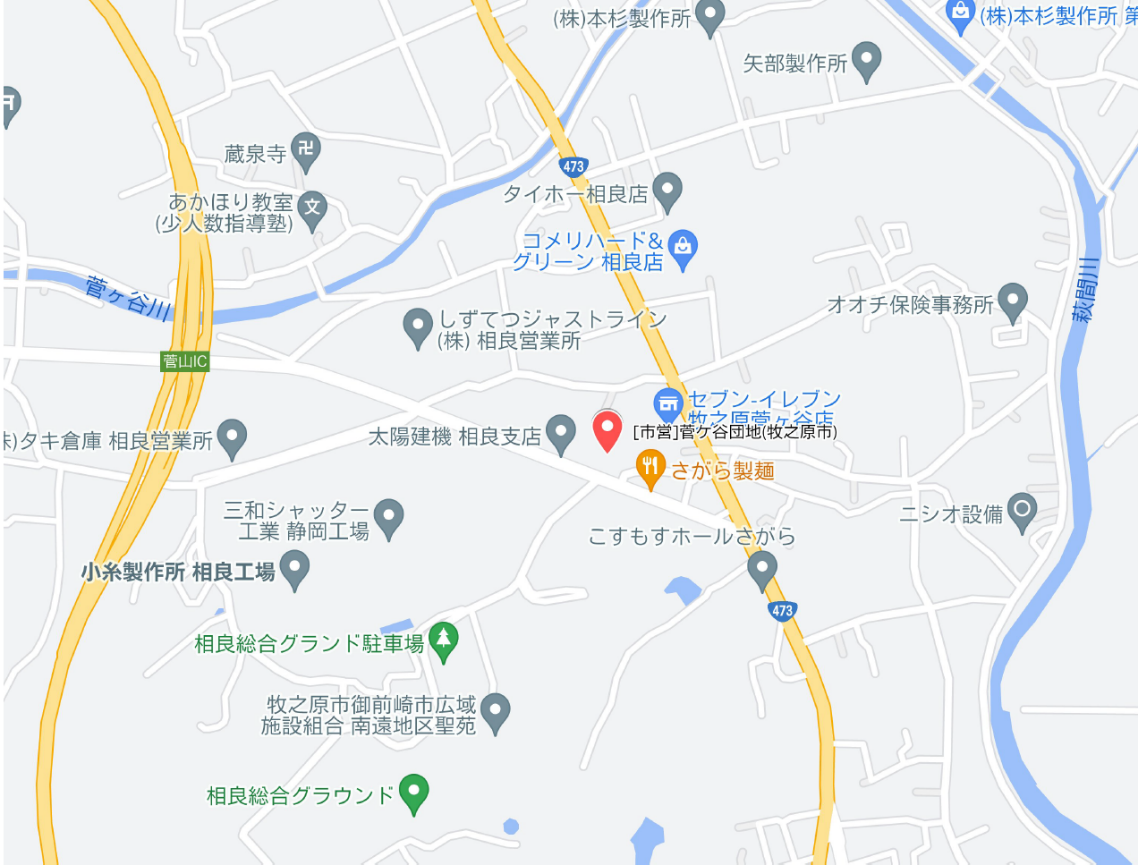 (株)本杉製作所
(株)本杉製作所 第
矢部製作所
蔵泉寺
473
タイホー相良店
あかほり教室
(少人数指導塾)
コメリハード&
グリーン 相良店
菅ヶ谷川
萩間川
オオチ保険事務所
しずてつジャストライン
(株) 相良営業所
菅山IC
セブン-イレブン
牧之原菅ヶ谷店
[市営]菅ケ谷団地(牧之原市)
太陽建機 相良支店
株)タキ倉庫 相良営業所
さがら製麺
三和シャッター
工業 静岡工場
ニシオ設備
こすもすホールさがら
小糸製作所 相良工場
473
相良総合グランド駐車場
牧之原市御前崎市広域
施設組合 南遠地区聖苑
相良総合グラウンド